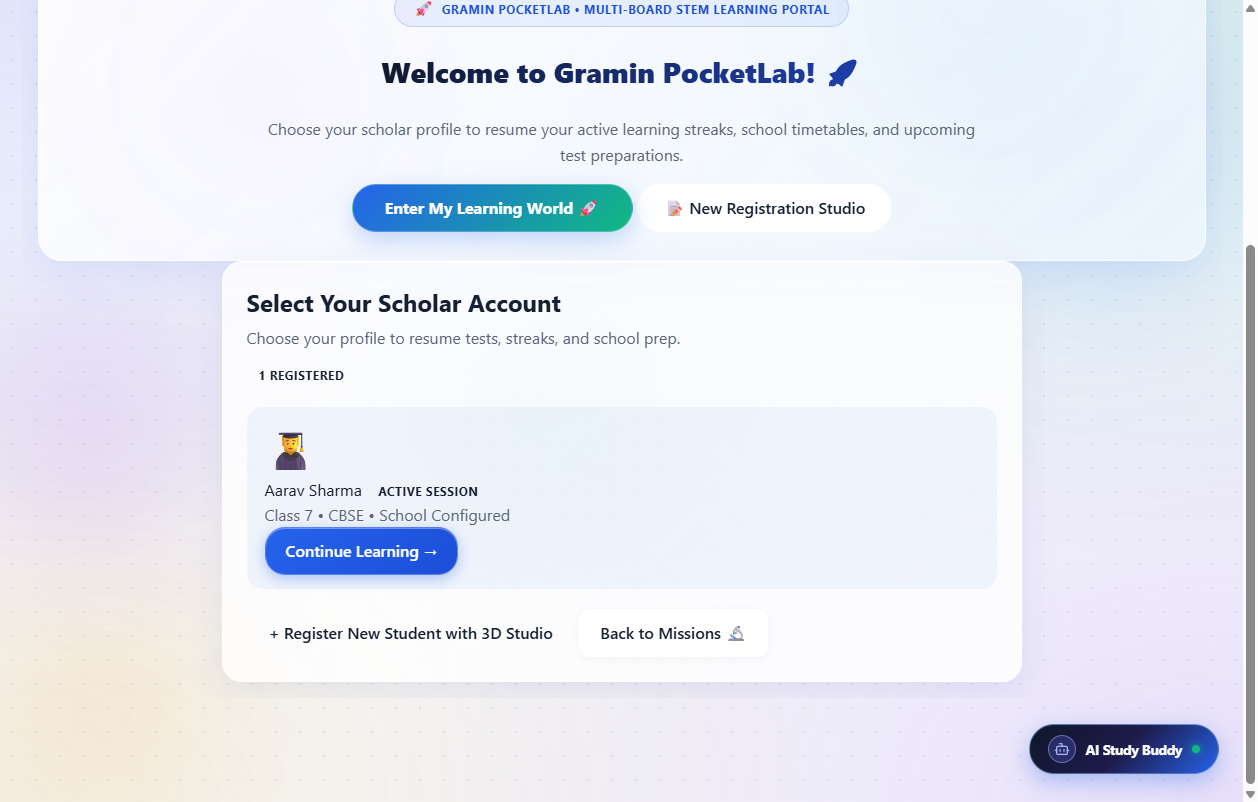 GRAMIN POCKETLAB • MULTI-BOARD STEM LEARNING PORTAL
Welcome to Gramin PocketLab!
Choose your scholar profile to resume your active learning streaks, school timetables, and upcoming
test preparations.
Enter My Learning World
New Registration Studio
Select Your Scholar Account
Choose your profile to resume tests, streaks, and school prep.
1 REGISTERED
Aarav Sharma ACTIVE SESSION
Class 7 • CBSE • School Configured
Continue Learning →
+ Register New Student with 3D Studio
Back to Missions
AI Study Buddy